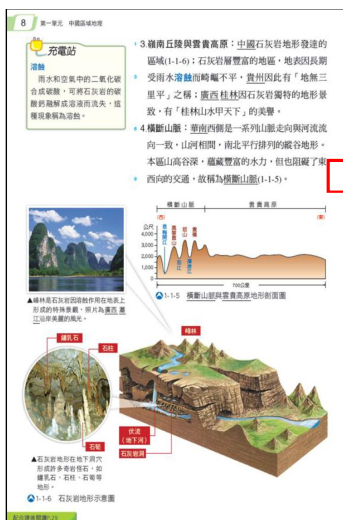 8 第一單元 中國區域地理
充電站
溶蝕
雨水和空氣中的二氧化碳
合成碳酸，可將石灰岩的碳
酸鈣融解成溶液而流失，這
種現象稱為溶蝕。
3.嶺南丘陵與雲貴高原：中國石灰岩地形發達的
區域(1-1-6)；石灰岩層豐富的地區，地表因長期
受雨水溶蝕而崎嶇不平，貴州因此有「地無三
里平」之稱；廣西桂林因石灰岩獨特的地形景
致，有「桂林山水甲天下」的美譽。
4.橫斷山脈：華南西側是一系列山脈走向與河流流
向一致，山河相間，南北平行排列的縱谷地形。
本區山高谷深，蘊藏豐富的水力，但也阻礙了東
西向的交通，故稱為橫斷山脈(1-1-5)。
橫斷山脈 雲貴高原
(西) (東)
公尺
4,000
3,000
2,000
1,000
0
高黎貢山
怒山
雲嶺
怒江
瀾滄江
700公里
1-1-5 橫斷山脈與雲貴高原地形剖面圖
▲峰林是石灰岩因溶蝕作用在地表上
形成的特殊景觀，照片為廣西灕
江沿岸美麗的風光。
鐘乳石
石柱
石筍
峰林
伏流
(地下河)
石灰岩洞
▲石灰岩地形在地下洞穴
形成許多奇岩怪石，如
鐘乳石、石柱、石筍等
地形。
1-1-6 石灰岩地形示意圖